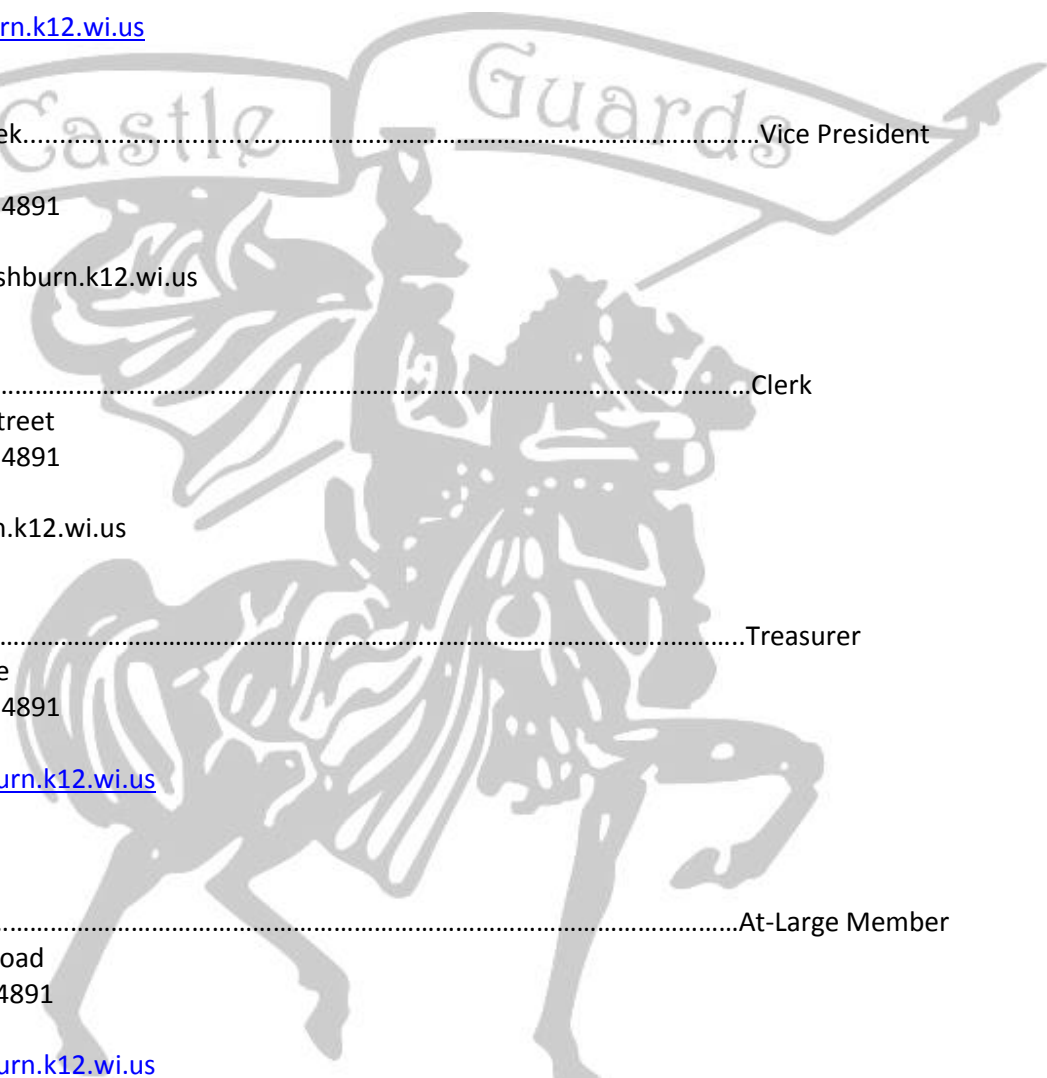 rn.k12.wi.us
Castle Guards
ek...........................................................................................................Vice President
4891
shburn.k12.wi.us
...........................................................................................................Clerk
treet
4891
n.k12.wi.us
...........................................................................................................Treasurer
e
4891
urn.k12.wi.us
...........................................................................................................At-Large Member
oad
4891
urn.k12.wi.us